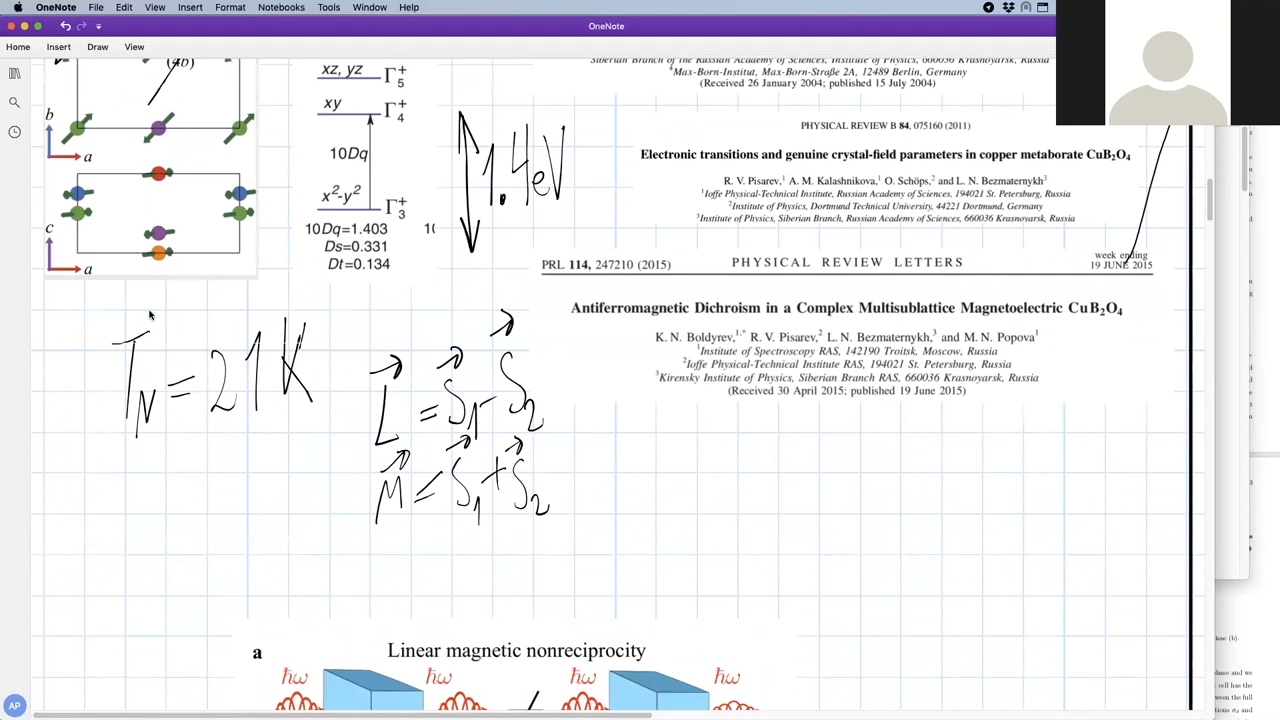 OneNote File Edit View Insert Format Notebooks Tools Window Help
OneNote
Home Insert Draw View
(4b)
b
a
c
a
xz, yz
Γ5+
xy
Γ4+
10Dq
x²-y²
Γ3+
10Dq=1.403
Ds=0.331
Dt=0.134
1.4eV
Siberian Branch of the Russian Academy of Sciences, Institute of Physics, 660036 Krasnoyarsk, Russia
4Max-Born-Institut, Max-Born-Straße 2A, 12489 Berlin, Germany
(Received 26 January 2004; published 15 July 2004)
PHYSICAL REVIEW B 84, 075160 (2011)
Electronic transitions and genuine crystal-field parameters in copper metaborate CuB2O4
R. V. Pisarev,1 A. M. Kalashnikova,1 O. Schöps,2 and L. N. Bezmaternykh3
1Ioffe Physical-Technical Institute, Russian Academy of Sciences, 194021 St. Petersburg, Russia
2Institute of Physics, Dortmund Technical University, 44221 Dortmund, Germany
3Institute of Physics, Siberian Branch, Russian Academy of Sciences, 660036 Krasnoyarsk, Russia
PRL 114, 247210 (2015) PHYSICAL REVIEW LETTERS week ending
19 JUNE 2015
Antiferromagnetic Dichroism in a Complex Multisublattice Magnetoelectric CuB2O4
K. N. Boldyrev,1,* R. V. Pisarev,2 L. N. Bezmaternykh,3 and M. N. Popova1
1Institute of Spectroscopy RAS, 142190 Troitsk, Moscow, Russia
2Ioffe Physical-Technical Institute RAS, 194021 St. Petersburg, Russia
3Kirensky Institute of Physics, Siberian Branch RAS, 660036 Krasnoyarsk, Russia
(Received 30 April 2015; published 19 June 2015)
TN = 21 K
L = S1 - S2
M = S1 + S2
a Linear magnetic nonreciprocity
ħω ħω ħω ħω
AP